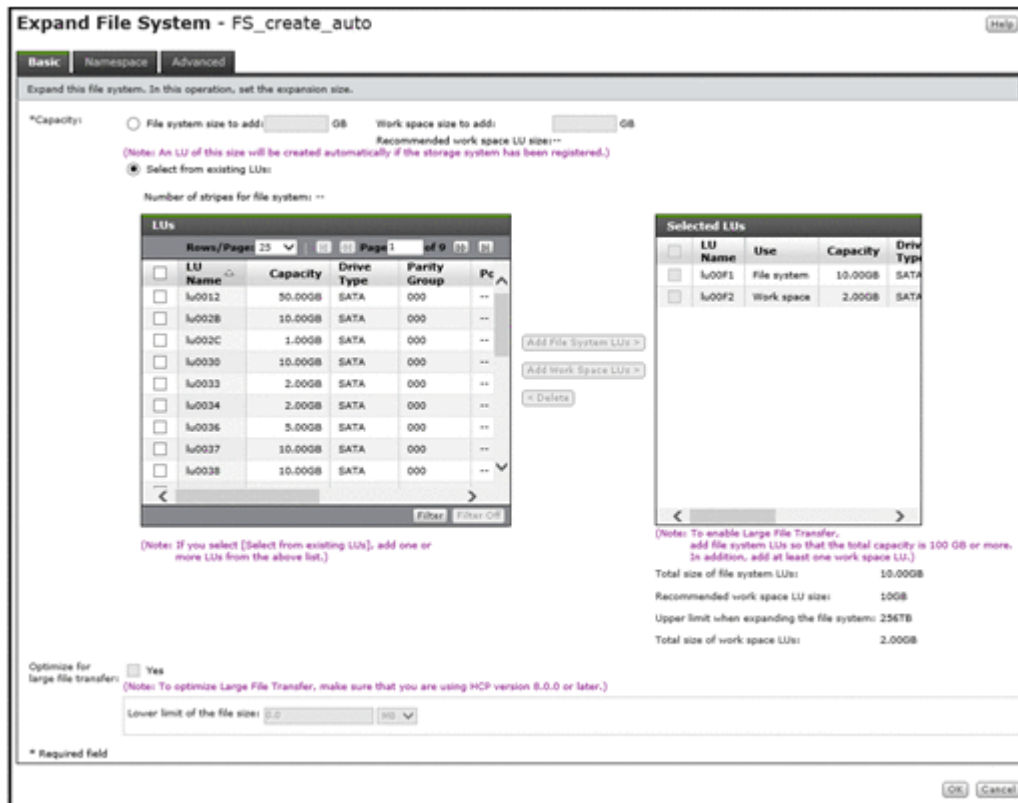 Expand File System - FS_create_auto
Help
Basic Namespace Advanced
Expand this file system. In this operation, set the expansion size.
*Capacity:
File system size to add: GB Work space size to add: GB
Recommended work space LU size:--
(Note: An LU of this size will be created automatically if the storage system has been registered.)
Select from existing LUs:
Number of stripes for file system: --
LUs
Rows/Page: 25 Page 1 of 9
LU Name Capacity Drive Type Parity Group Po
lu0012 50.00GB SATA 000 --
lu002B 10.00GB SATA 000 --
lu002C 1.00GB SATA 000 --
lu0030 10.00GB SATA 000 --
lu0033 2.00GB SATA 000 --
lu0034 2.00GB SATA 000 --
lu0036 5.00GB SATA 000 --
lu0037 10.00GB SATA 000 --
lu0038 10.00GB SATA 000 --
Filter Filter Off
(Note: If you select [Select from existing LUs], add one or
more LUs from the above list.)
Add File System LUs >
Add Work Space LUs >
< Delete
Selected LUs
LU Name Use Capacity Driv Type
lu00F1 File system 10.00GB SATA
lu00F2 Work space 2.00GB SATA
(Note: To enable Large File Transfer,
add file system LUs so that the total capacity is 100 GB or more.
In addition, add at least one work space LU.)
Total size of file system LUs: 10.00GB
Recommended work space LU size: 10GB
Upper limit when expanding the file system: 256TB
Total size of work space LUs: 2.00GB
Optimize for
large file transfer:
Yes
(Note: To optimize Large File Transfer, make sure that you are using HCP version 8.0.0 or later.)
Lower limit of the file size: 0.0 MB
* Required field
OK Cancel